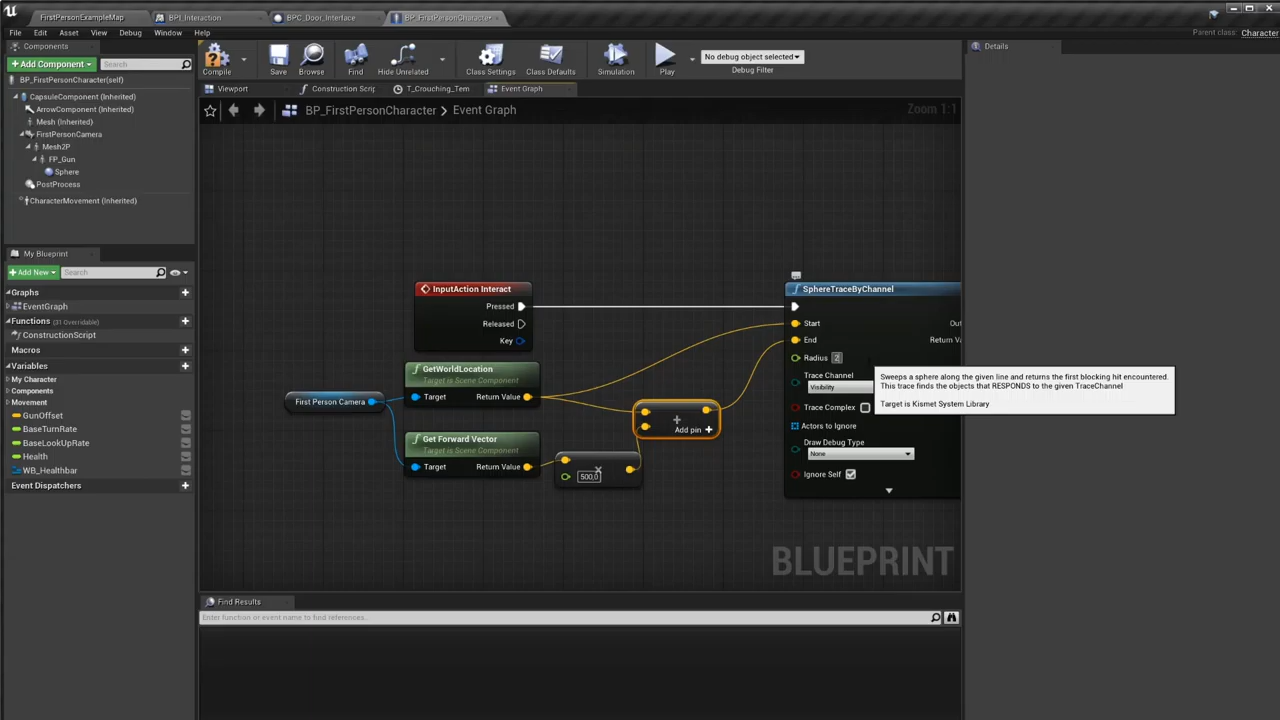 FirstPersonExampleMap
BPI_Interaction
BPC_Door_Interface
BP_FirstPersonCharacter
File Edit Asset View Debug Window Help
Parent class: Character
Components
Details
+Add Component
Search
BP_FirstPersonCharacter(self)
CapsuleComponent (Inherited)
ArrowComponent (Inherited)
Mesh (Inherited)
FirstPersonCamera
Mesh2P
FP_Gun
Sphere
PostProcess
CharacterMovement (Inherited)
Compile
Save
Browse
Find
Hide Unrelated
Class Settings
Class Defaults
Simulation
Play
No debug object selected
Debug Filter
Viewport
Construction Scrip
T_Crouching_Tem
Event Graph
BP_FirstPersonCharacter > Event Graph
Zoom 1:1
My Blueprint
+Add New
Search
Graphs
EventGraph
Functions (31 Overridable)
ConstructionScript
Macros
Variables
My Character
Components
Movement
GunOffset
BaseTurnRate
BaseLookUpRate
Health
WB_Healthbar
Event Dispatchers
InputAction Interact
Pressed
Released
Key
GetWorldLocation
Target is Scene Component
Target Return Value
First Person Camera
Get Forward Vector
Target is Scene Component
Target Return Value
500,0
Add pin +
SphereTraceByChannel
Start
Out
End
Return Va
Radius 2
Trace Channel
Visibility
Trace Complex
Actors to Ignore
Draw Debug Type
None
Ignore Self
Sweeps a sphere along the given line and returns the first blocking hit encountered.
This trace finds the objects that RESPONDS to the given TraceChannel
Target is Kismet System Library
BLUEPRINT
Find Results
Enter function or event name to find references...